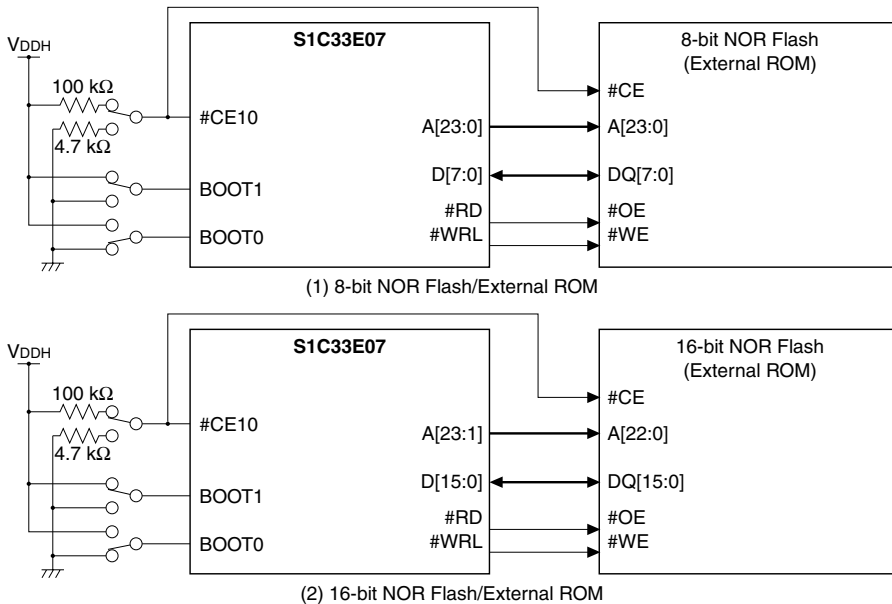 VDDH
100 kΩ
4.7 kΩ
S1C33E07
#CE10
BOOT1
BOOT0
A[23:0]
D[7:0]
#RD
#WRL
8-bit NOR Flash
(External ROM)
#CE
A[23:0]
DQ[7:0]
#OE
#WE
(1) 8-bit NOR Flash/External ROM
VDDH
100 kΩ
4.7 kΩ
S1C33E07
#CE10
BOOT1
BOOT0
A[23:1]
D[15:0]
#RD
#WRL
16-bit NOR Flash
(External ROM)
#CE
A[22:0]
DQ[15:0]
#OE
#WE
(2) 16-bit NOR Flash/External ROM